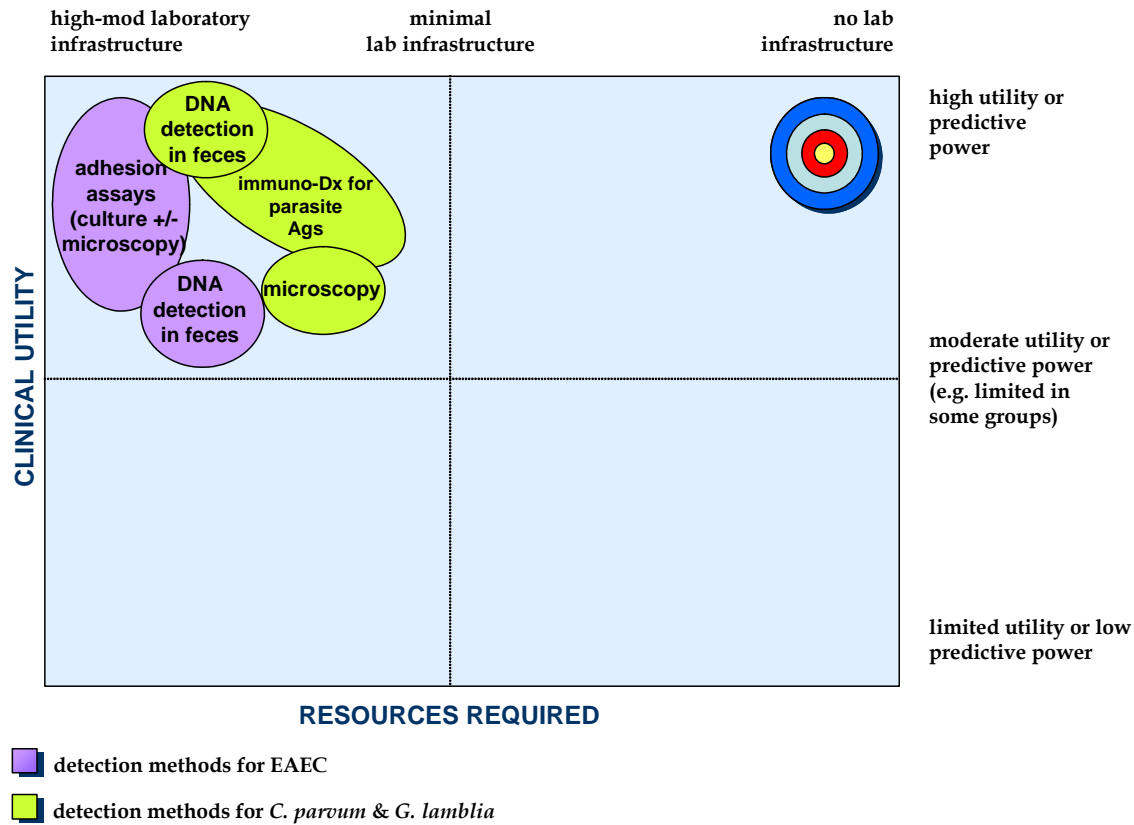 high-mod laboratory
infrastructure
minimal
lab infrastructure
no lab
infrastructure
DNA
detection
in feces
adhesion
assays
(culture +/-
microscopy)
immuno-Dx for
parasite
Ags
DNA
detection
in feces
microscopy
high utility or
predictive
power
moderate utility or
predictive power
(e.g. limited in
some groups)
limited utility or low
predictive power
CLINICAL UTILITY
RESOURCES REQUIRED
detection methods for EAEC
detection methods for C. parvum & G. lamblia